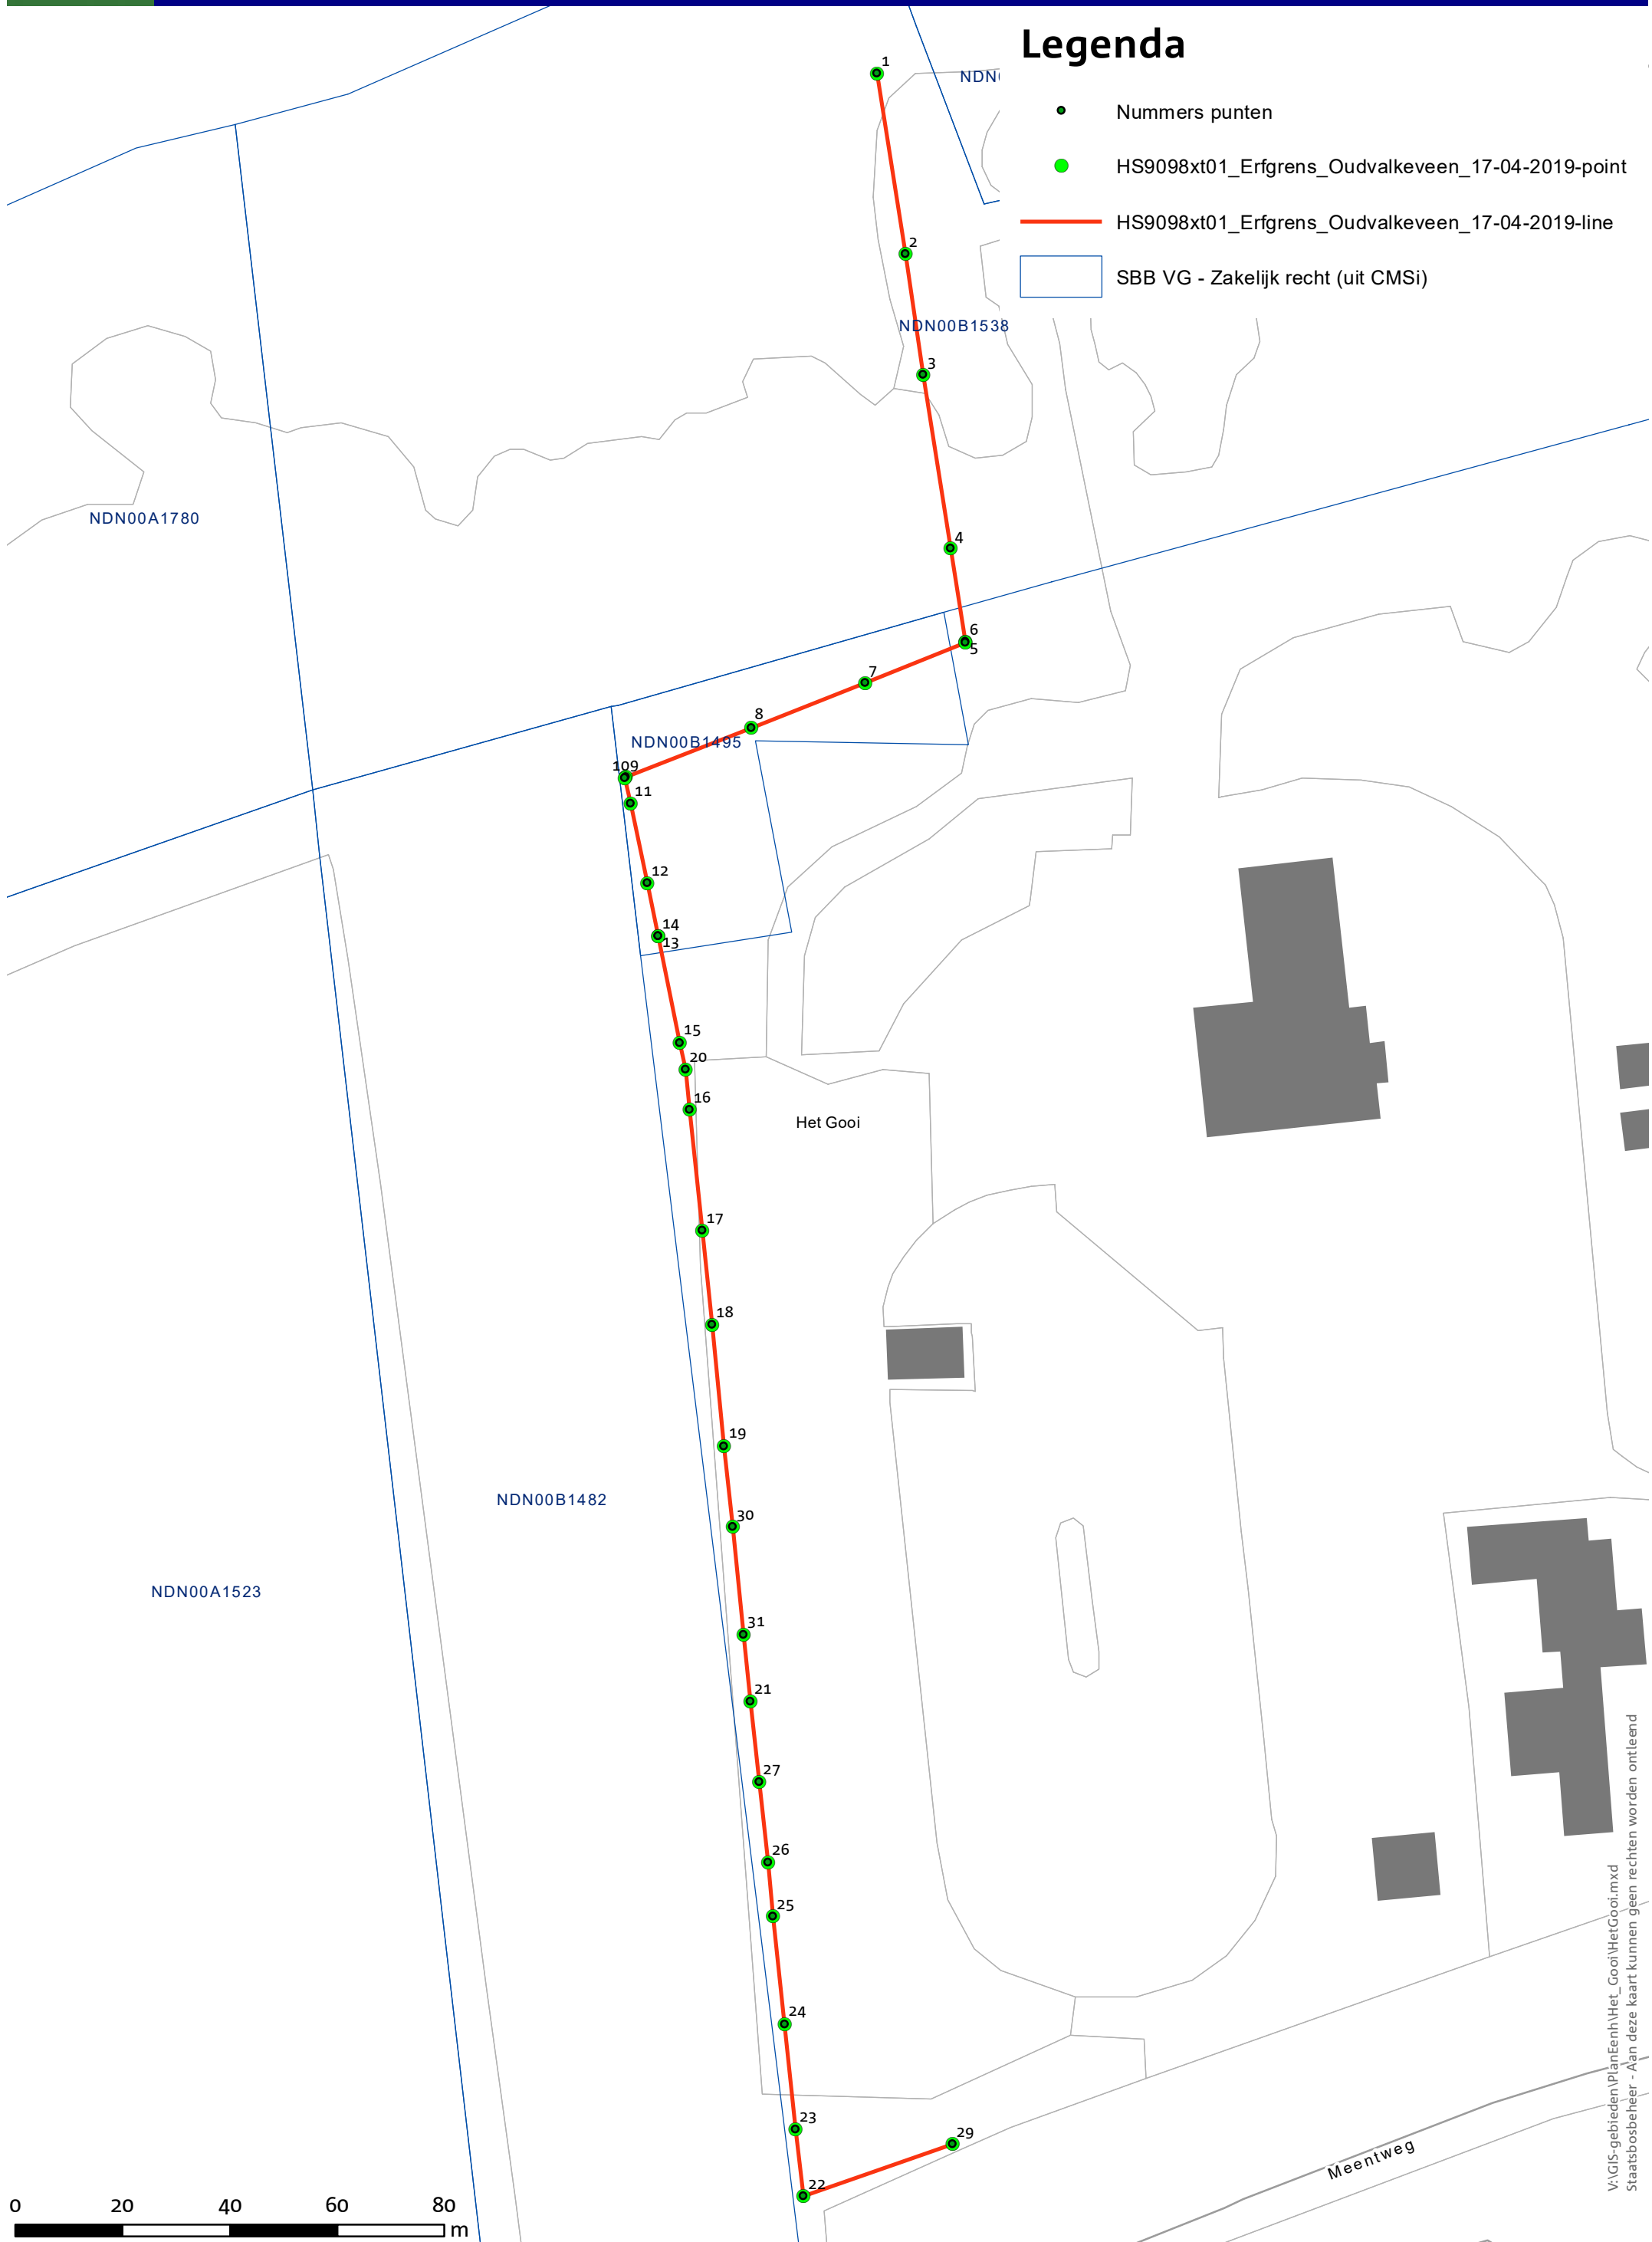 Legenda
Nummers punten
HS9098xt01_Erfgrens_Oudvalkeveen_17-04-2019-point
HS9098xt01_Erfgrens_Oudvalkeveen_17-04-2019-line
SBB VG - Zakelijk recht (uit CMSi)
1
2
NDN00B1538
3
NDN00A1780
4
6
5
7
8
NDN00B1495
109
11
12
14
13
15
20
16
Het Gooi
17
18
19
NDN00B1482
30
NDN00A1523
31
21
27
26
25
24
23
29
22
Meentweg
0 20 40 60 80 m
V:\GIS-gebieden\PlanEenh\Het_Gooi\HetGooi.mxd
Staatsbosbeheer - Aan deze kaart kunnen geen rechten worden ontleend